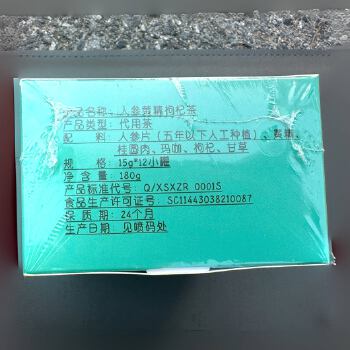 产品名称：人参黄精枸杞茶
产品类型：代用茶
配　料：人参片（五年以下人工种植）、黄精、
桂圆肉、玛咖、枸杞、甘草
规　格：15g*12小罐
净含量：180g
产品标准代号：Q/XSXZR 0001S
食品生产许可证号：SC11443038210087
保 质 期：24个月
生产日期：见喷码处